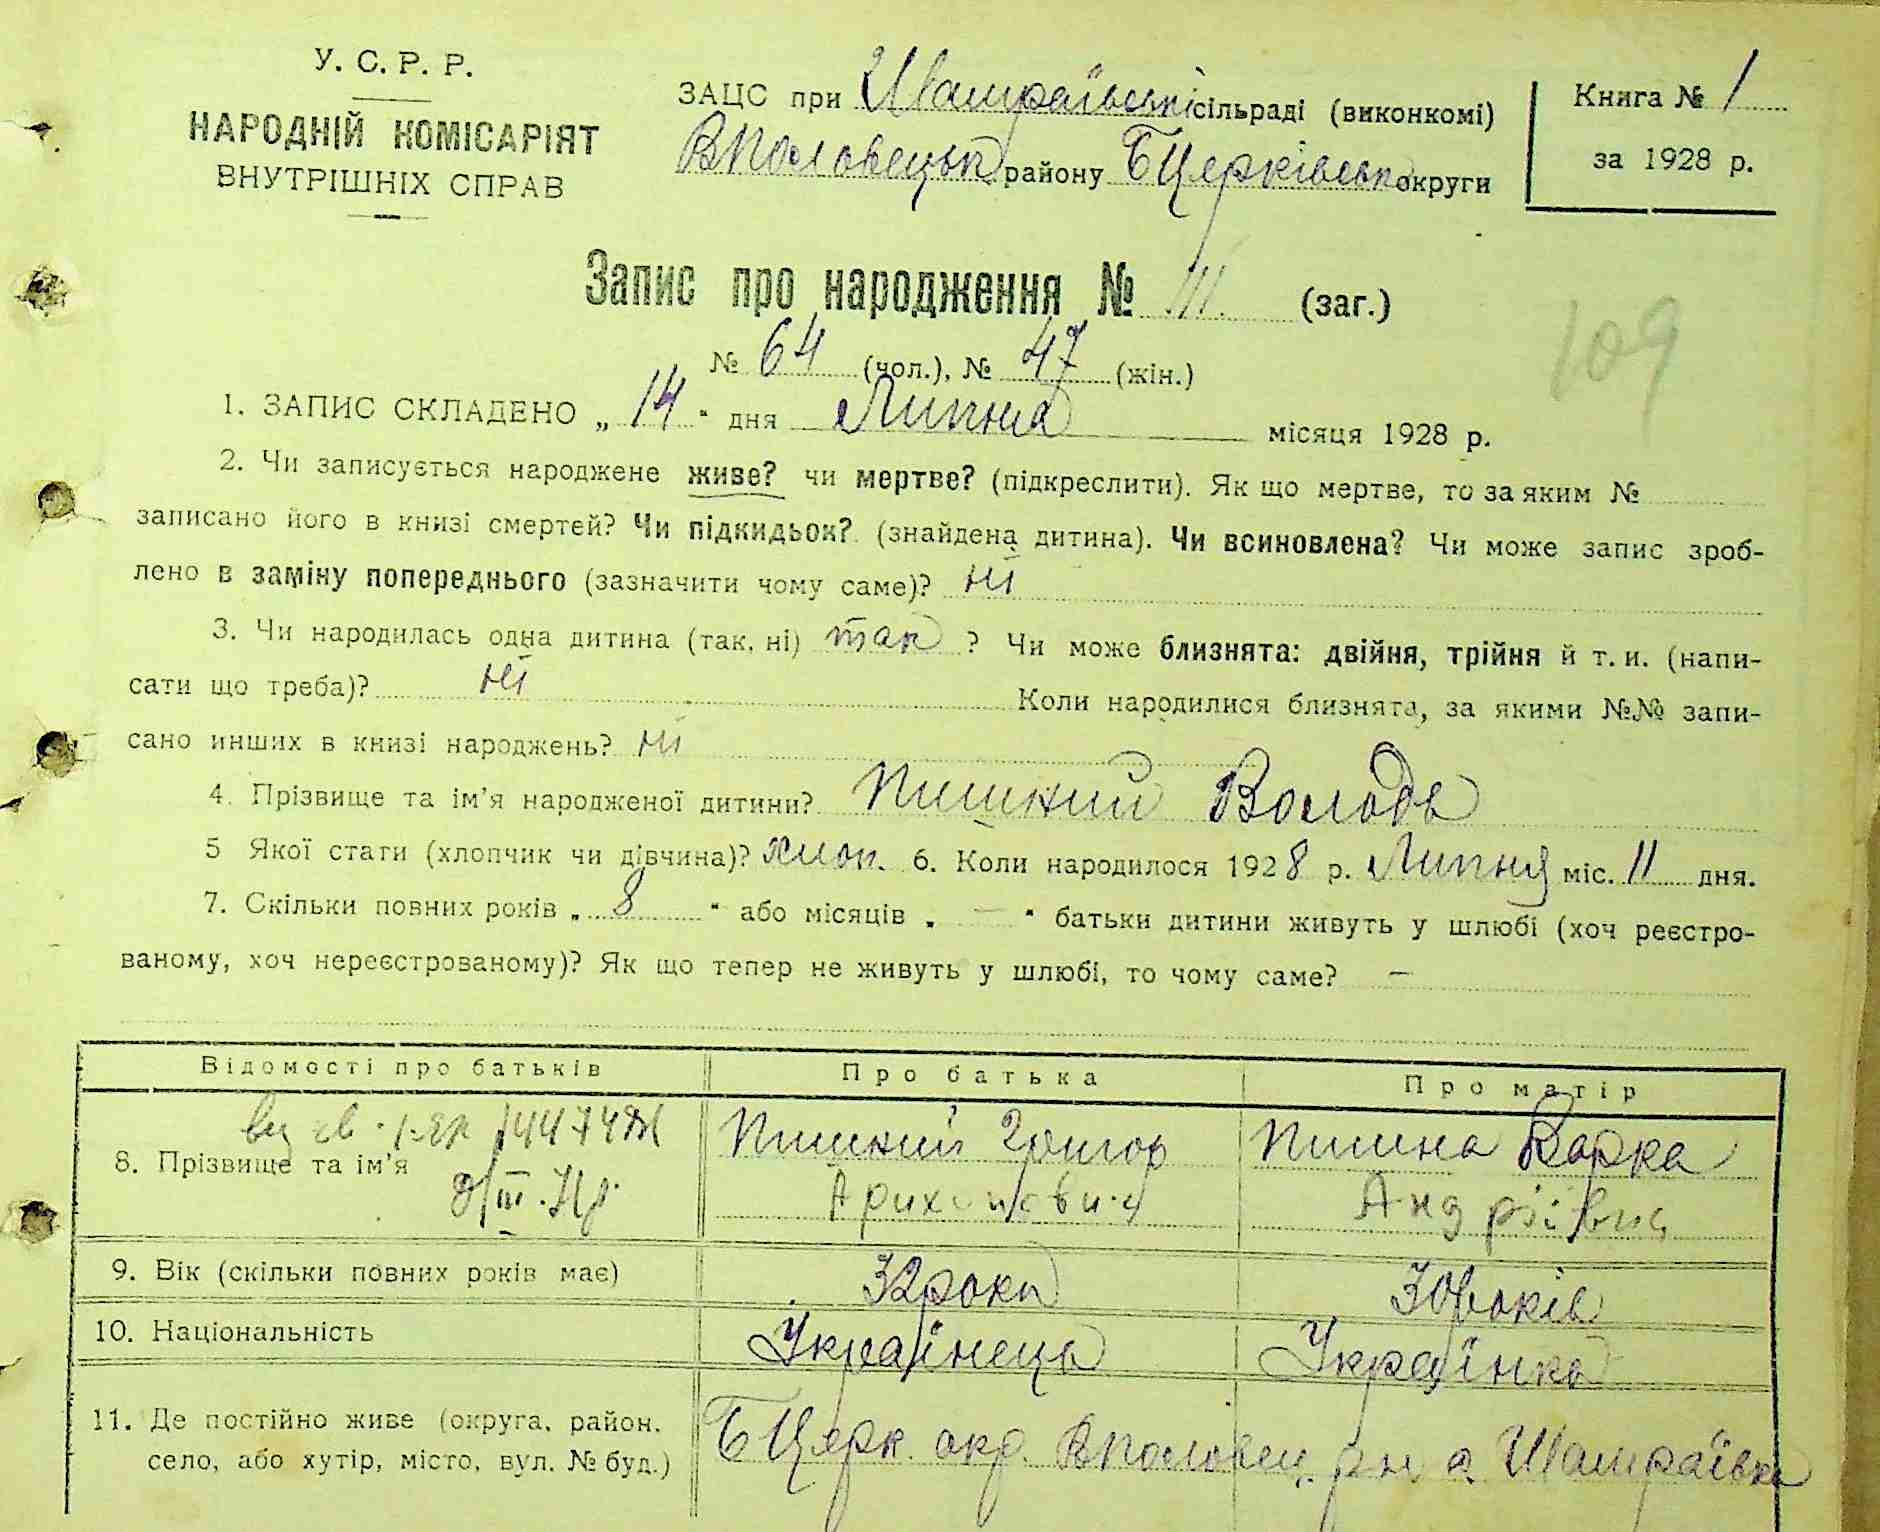 У. С. Р. Р.
НАРОДНІЙ КОМІСАРІЯТ
ВНУТРІШНІХ СПРАВ
ЗАЦС при Шамраївській сільраді (виконкомі)
ВПоловецьк району БЦерківськ округи
Книга № 1
за 1928 р.
Запис про народження № 111 (заг.)
109
№ 64 (чол.), № 47 (жін.)
1. ЗАПИС СКЛАДЕНО „ 14 " дня Липня місяця 1928 р.
2. Чи записується народжене живе? чи мертве? (підкреслити). Як що мертве, то за яким №
записано його в книзі смертей? Чи підкидьок? (знайдена дитина). Чи всиновлена? Чи може запис зроб-
лено в заміну попереднього (зазначити чому саме)? ні
3. Чи народилась одна дитина (так, ні) так ? Чи може близнята: двійня, трійня й т. и. (напи-
сати що треба)? ні Коли народилися близнята, за якими №№ запи-
сано инших в книзі народжень? ні
4. Прізвище та ім'я народженої дитини? Пишний Володь
5 Якої стати (хлопчик чи дівчина)? хлоп. 6. Коли народилося 1928 р. Липня міс. 11 дня.
7. Скільки повних років „ 8 " або місяців „ — " батьки дитини живуть у шлюбі (хоч реєстро-
ваному, хоч нереєстрованому)? Як що тепер не живуть у шлюбі, то чому саме? —
Відомості про батьків Про батька Про матір
8. Прізвище та ім'я Пишний Григор Пишна Варка
Андріївна
9. Вік (скільки повних років має) 32 роки 30 років
10. Національність Українець Українка
11. Де постійно живе (округа, район, БЦерк. окр. ВПоловец. р-н с. Шамраївка
село, або хутір, місто, вул. № буд.)